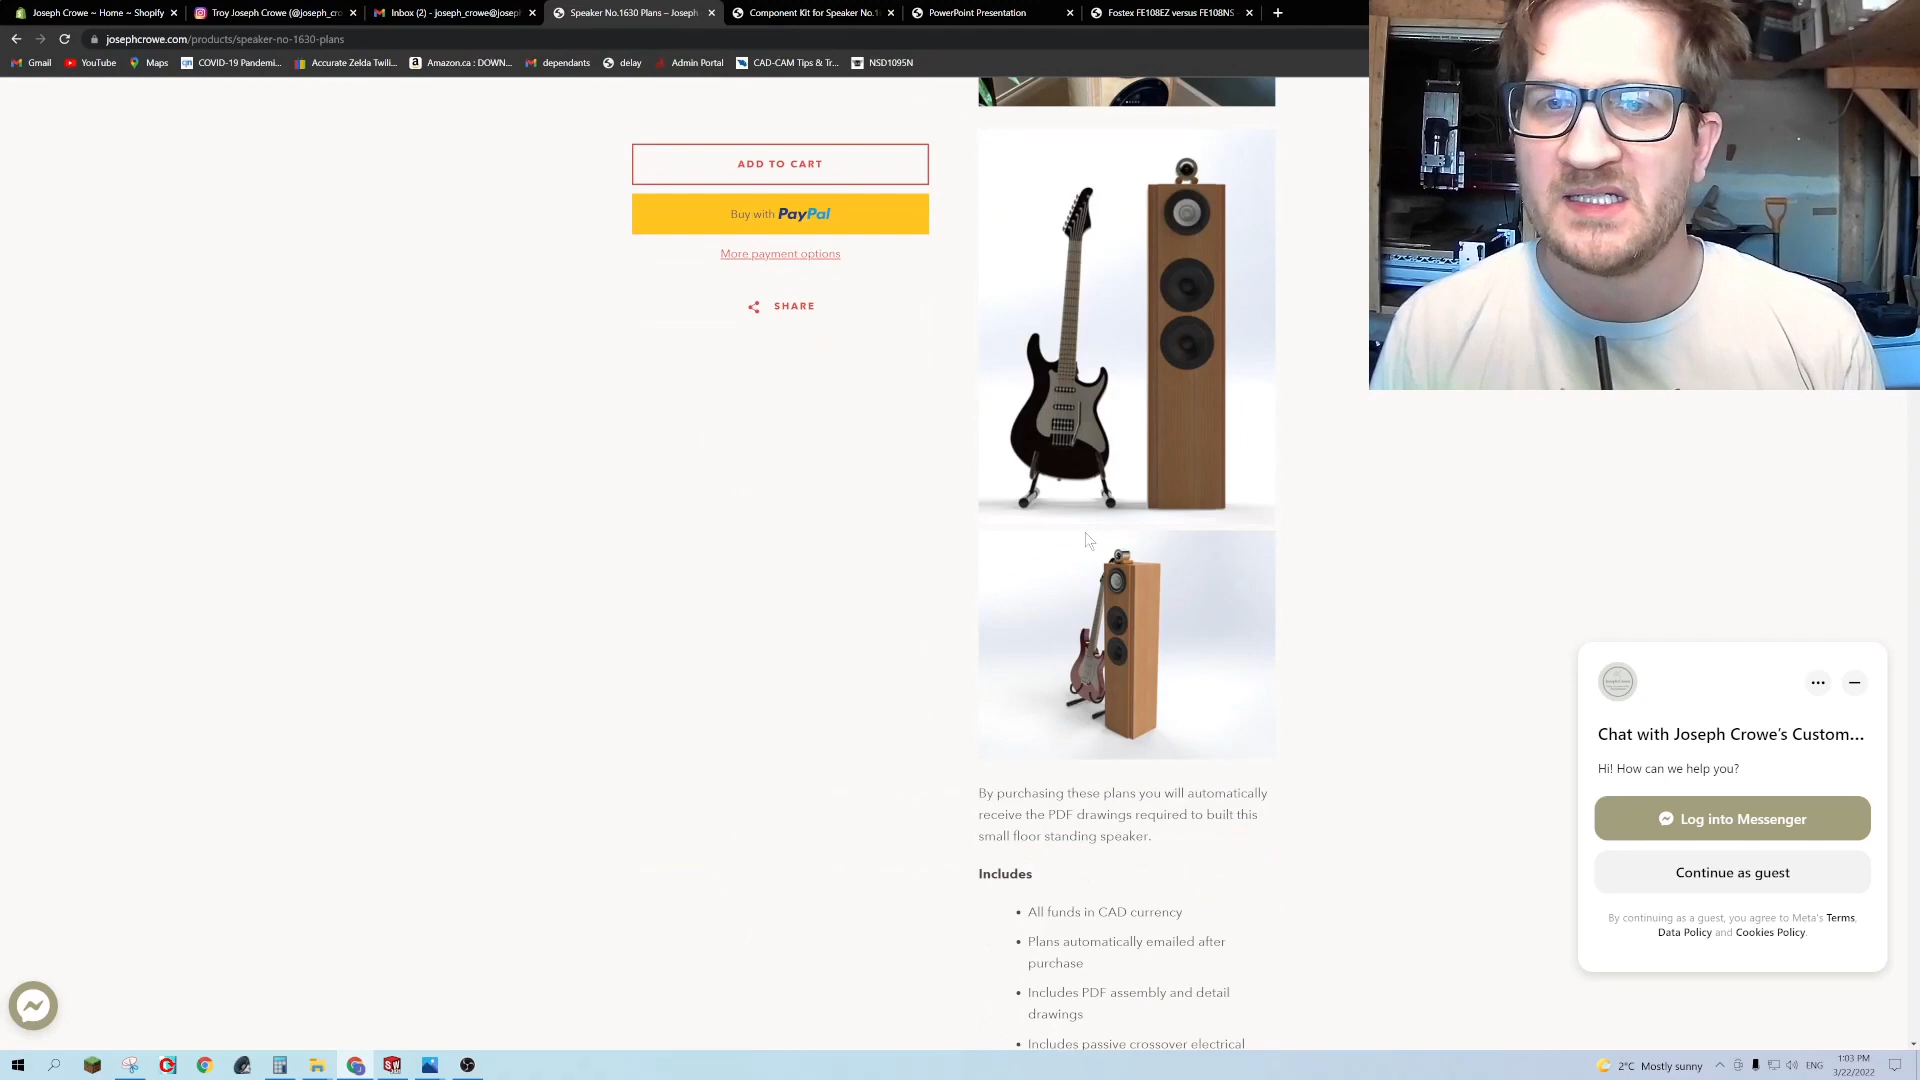 Joseph Crowe ~ Home ~ Shopify
Troy Joseph Crowe (@joseph_cro
Inbox (2) - joseph_crowe@joseph
Speaker No.1630 Plans – Joseph
Component Kit for Speaker No.1
PowerPoint Presentation
Fostex FE108EZ versus FE108NS -
josephcrowe.com/products/speaker-no-1630-plans
Gmail
YouTube
Maps
COVID-19 Pandemi...
Accurate Zelda Twili...
Amazon.ca : DOWN...
dependants
delay
Admin Portal
CAD-CAM Tips & Tr...
NSD1095N
ADD TO CART
Buy with PayPal
More payment options
SHARE
By purchasing these plans you will automatically
receive the PDF drawings required to built this
small floor standing speaker.
Includes
• All funds in CAD currency
• Plans automatically emailed after
purchase
• Includes PDF assembly and detail
drawings
• Includes passive crossover electrical
Chat with Joseph Crowe's Custom...
Hi! How can we help you?
Log into Messenger
Continue as guest
By continuing as a guest, you agree to Meta's Terms,
Data Policy and Cookies Policy.
2°C Mostly sunny
ENG
1:03 PM
3/22/2022